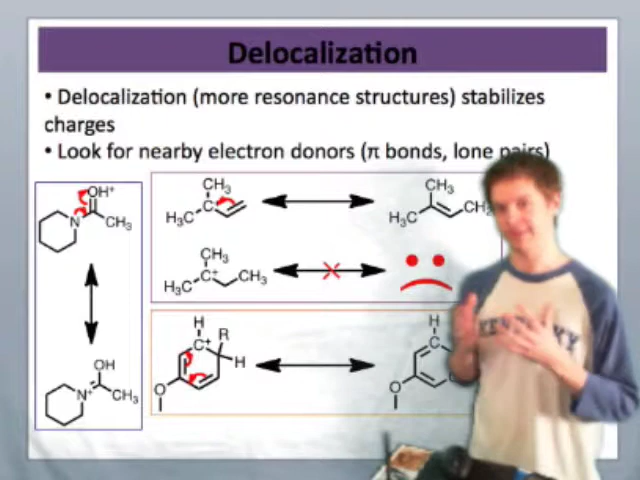 Delocalization
• Delocalization (more resonance structures) stabilizes
charges
• Look for nearby electron donors (π bonds, lone pairs)
OH⁺
N
CH₃
OH
N⁺
CH₃
CH₃
H₃C
CH₃
H₃C
CH₃
H₃C
C⁺
CH₃
H
R
C⁺
H
O
H
C
O